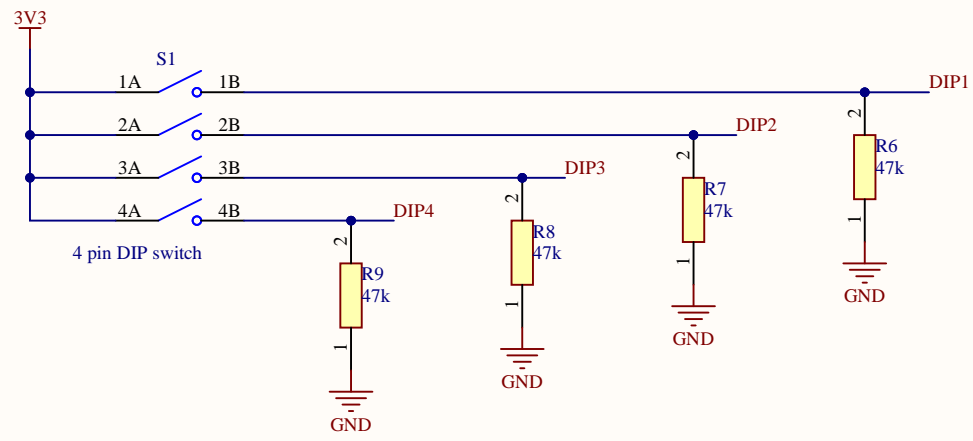 3V3
S1
1A 1B DIP1
2A 2B DIP2
3A 3B DIP3
4A 4B DIP4
4 pin DIP switch
2
R6
47k
1
GND
2
R7
47k
1
GND
2
R8
47k
1
GND
2
R9
47k
1
GND